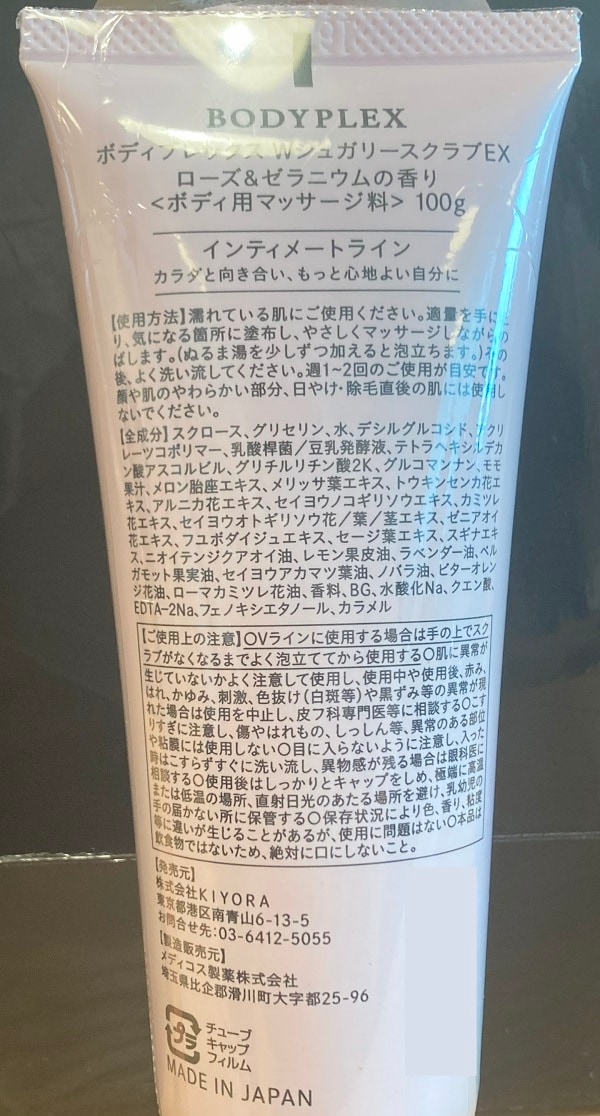 BODYPLEX
ボディプレックス WシュガリースクラブEX
ローズ&ゼラニウムの香り
<ボディ用マッサージ料> 100g
インティメートライン
カラダと向き合い、もっと心地よい自分に
【使用方法】濡れている肌にご使用ください。適量を手にと
り、気になる箇所に塗布し、やさしくマッサージしながらの
ばします。(ぬるま湯を少しずつ加えると泡立ちます。)その
後、よく洗い流してください。週1~2回のご使用が目安です。
顔や肌のやわらかい部分、日やけ・除毛直後の肌には使用し
ないでください。
【全成分】スクロース、グリセリン、水、デシルグルコシド、アクリ
レーツコポリマー、乳酸桿菌/豆乳発酵液、テトラヘキシルデカ
ン酸アスコルビル、グリチルリチン酸2K、グルコマンナン、モモ
果汁、メロン胎座エキス、メリッサ葉エキス、トウキンセンカ花エ
キス、アルニカ花エキス、セイヨウノコギリソウエキス、カミツレ
花エキス、セイヨウオトギリソウ花/葉/茎エキス、ゼニアオイ
花エキス、フユボダイジュエキス、セージ葉エキス、スギナエキ
ス、ニオイテンジクアオイ油、レモン果皮油、ラベンダー油、ベル
ガモット果実油、セイヨウアカマツ葉油、ノバラ油、ビターオレン
ジ花油、ローマカミツレ花油、香料、BG、水酸化Na、クエン酸、
EDTA-2Na、フェノキシエタノール、カラメル
【ご使用上の注意】〇Vラインに使用する場合は手の上でスク
ラブがなくなるまでよく泡立ててから使用する〇肌に異常が
生じていないかよく注意して使用し、使用中や使用後、赤み、
はれ、かゆみ、刺激、色抜け(白斑等)や黒ずみ等の異常が現
れた場合は使用を中止し、皮フ科専門医等に相談する〇こす
りすぎに注意し、傷やはれもの、しっしん等、異常のある部位
や粘膜には使用しない〇目に入らないように注意し、入った
時はこすらずすぐに洗い流し、異物感が残る場合は眼科医に
相談する〇使用後はしっかりとキャップをしめ、極端に高温
または低温の場所、直射日光のあたる場所を避け、乳幼児の
手の届かない所に保管する〇保存状況により色、香り、粘度
等に違いが生じることがあるが、使用に問題はない〇本品は
飲食物ではないため、絶対に口にしないこと。
【発売元】
株式会社KIYORA
東京都港区南青山6-13-5
お問合せ先:03-6412-5055
【製造販売元】
メディコス製薬株式会社
埼玉県比企郡滑川町大字都25-96
プラ
チューブ
キャップ
フィルム
MADE IN JAPAN